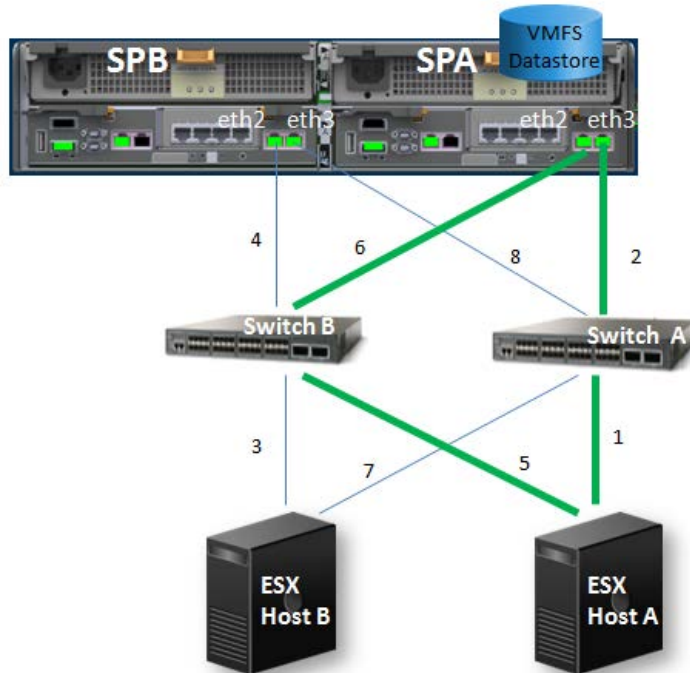 VMFS
Datastore
SPB
SPA
eth2
eth3
eth2
eth3
4
6
8
2
Switch B
Switch A
3
7
5
1
ESX
Host B
ESX
Host A